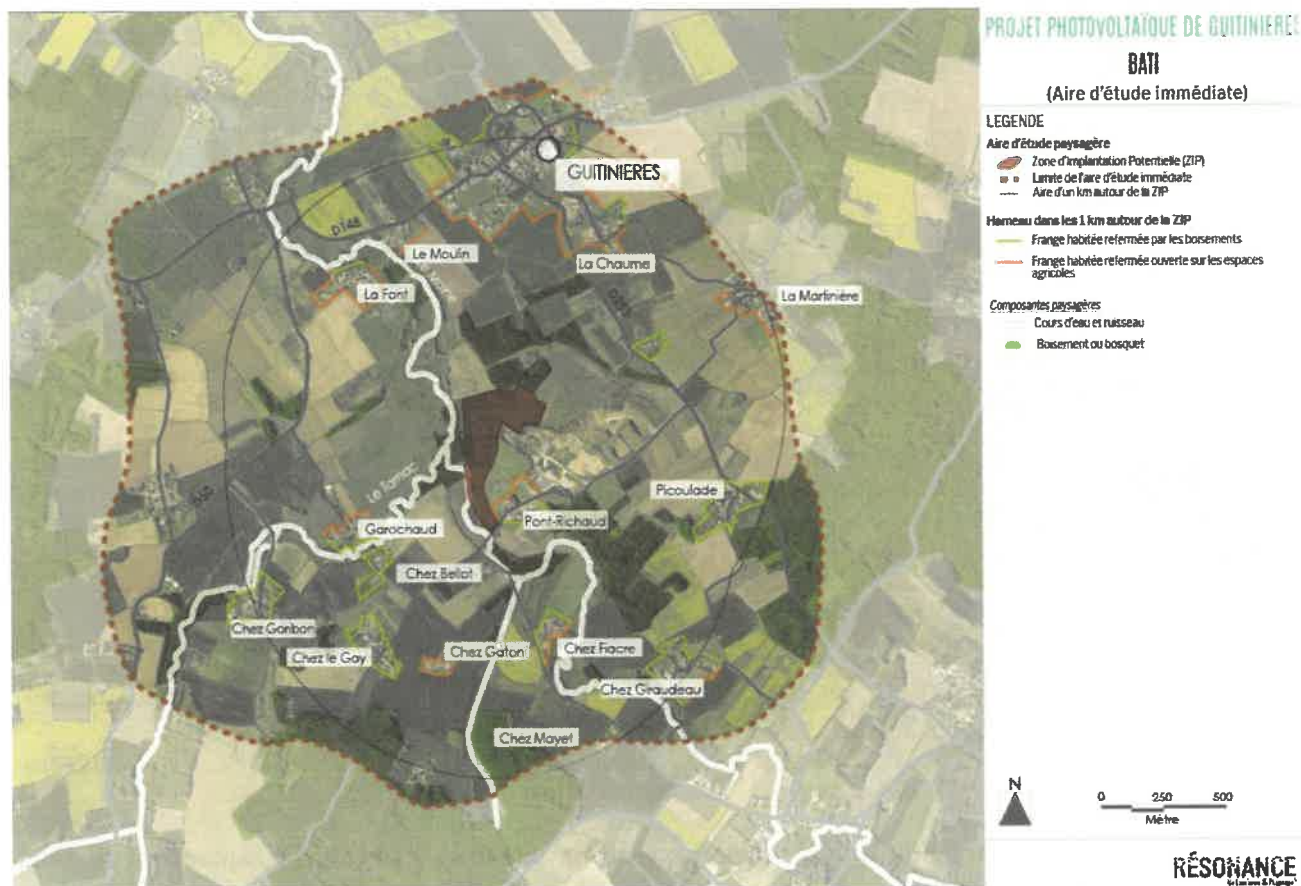 PROJET PHOTOVOLTAÏQUE DE GUITINIERES
BATI
(Aire d'étude immédiate)
LEGENDE
Aire d'étude paysagère
Zone d'implantation Potentielle (ZIP)
Limite de l'aire d'étude immédiate
Aire d'un km autour de la ZIP
Hameau dans les 1 km autour de la ZIP
Frange habitée refermée par les boisements
Frange habitée refermée ouverte sur les espaces
agricoles
Composantes paysagères
Cours d'eau et ruisseau
Boisement ou bosquet
GUITINIERES
D148
Le Moulin
La Chaume
La Font
La Martinière
Le Tarnac
Picoulade
Pont-Richaud
Garochaud
Chez Bellot
Chez Gonbon
Chez le Gay
Chez Gaton
Chez Fiacre
Chez Giraudeau
Chez Mayet
N
0 250 500
Mètre
RÉSONANCE